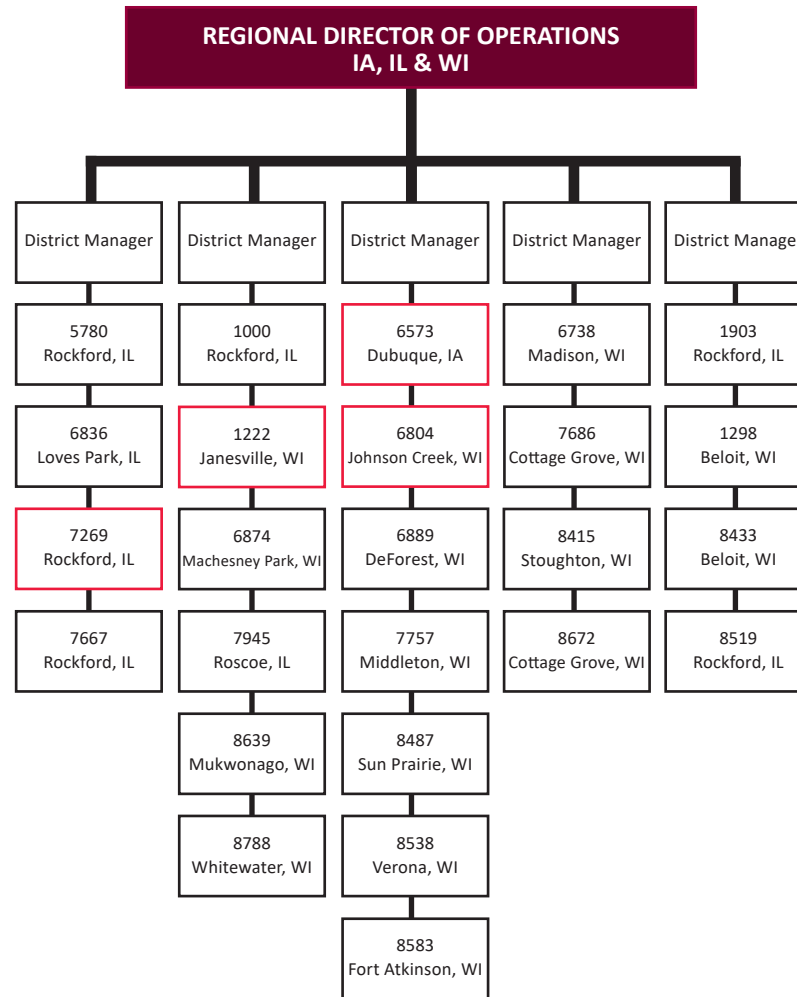 REGIONAL DIRECTOR OF OPERATIONS
IA, IL & WI
District Manager
5780
Rockford, IL
6836
Loves Park, IL
7269
Rockford, IL
7667
Rockford, IL
District Manager
1000
Rockford, IL
1222
Janesville, WI
6874
Machesney Park, WI
7945
Roscoe, IL
8639
Mukwonago, WI
8788
Whitewater, WI
District Manager
6573
Dubuque, IA
6804
Johnson Creek, WI
6889
DeForest, WI
7757
Middleton, WI
8487
Sun Prairie, WI
8538
Verona, WI
8583
Fort Atkinson, WI
District Manager
6738
Madison, WI
7686
Cottage Grove, WI
8415
Stoughton, WI
8672
Cottage Grove, WI
District Manage
1903
Rockford, IL
1298
Beloit, WI
8433
Beloit, WI
8519
Rockford, IL